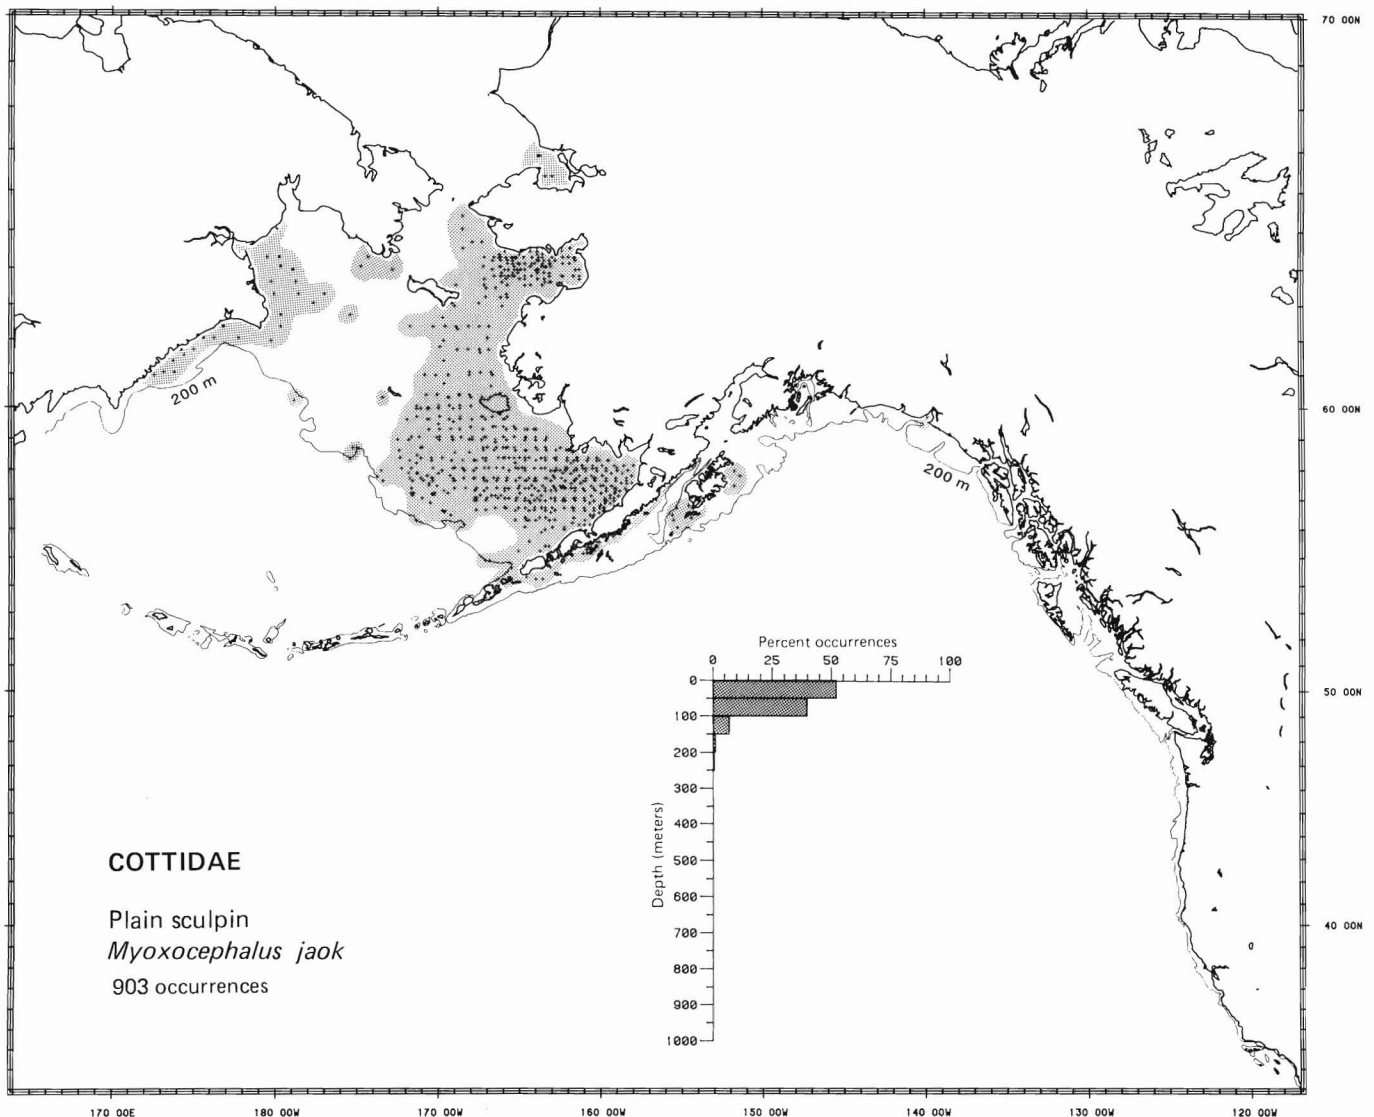 70 00N
60 00N
50 00N
40 00N
200 m
200 m
Percent occurrences
0 25 50 75 100
0
100
200
300
400
500
600
700
800
900
1000
Depth (meters)
COTTIDAE
Plain sculpin
Myoxocephalus jaok
903 occurrences
170 00E 180 00W 170 00W 160 00W 150 00W 140 00W 130 00W 120 00W